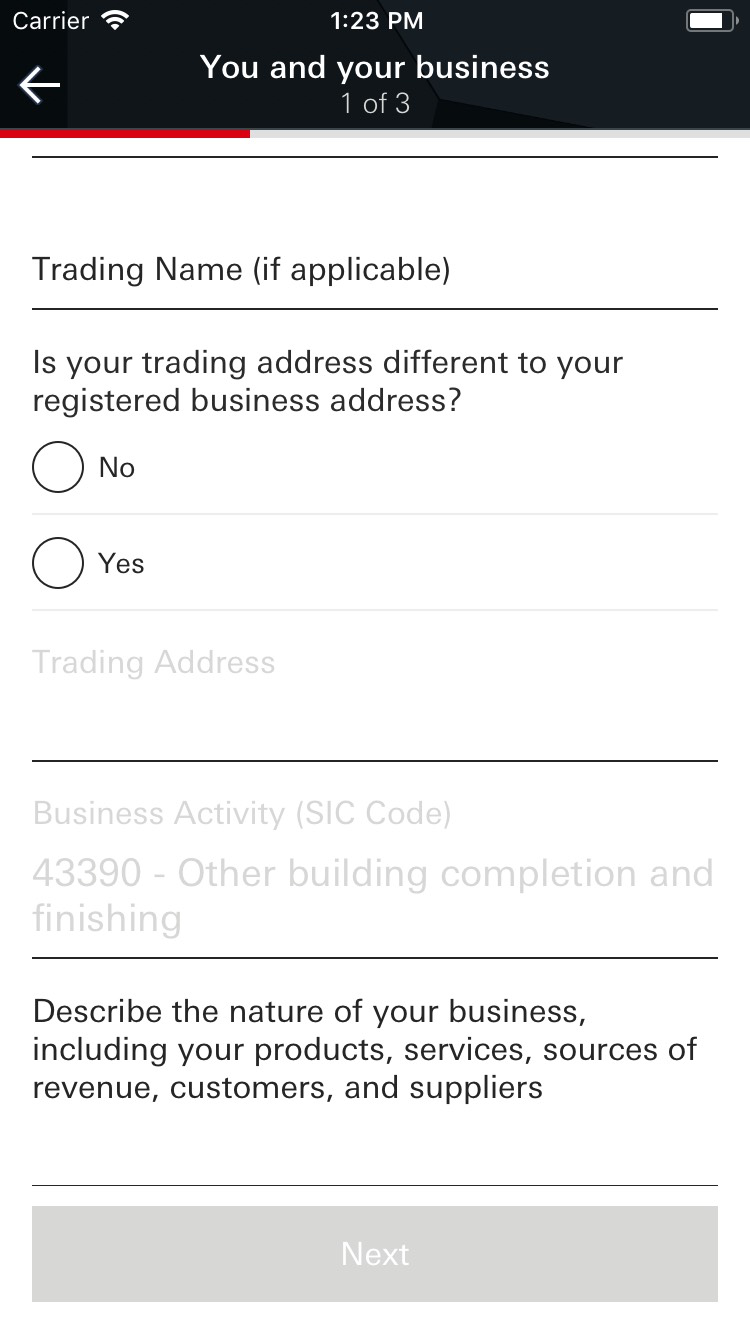 Carrier 1:23 PM
You and your business
1 of 3
Trading Name (if applicable)
Is your trading address different to your
registered business address?
No
Yes
Trading Address
Business Activity (SIC Code)
43390 - Other building completion and
finishing
Describe the nature of your business,
including your products, services, sources of
revenue, customers, and suppliers
Next